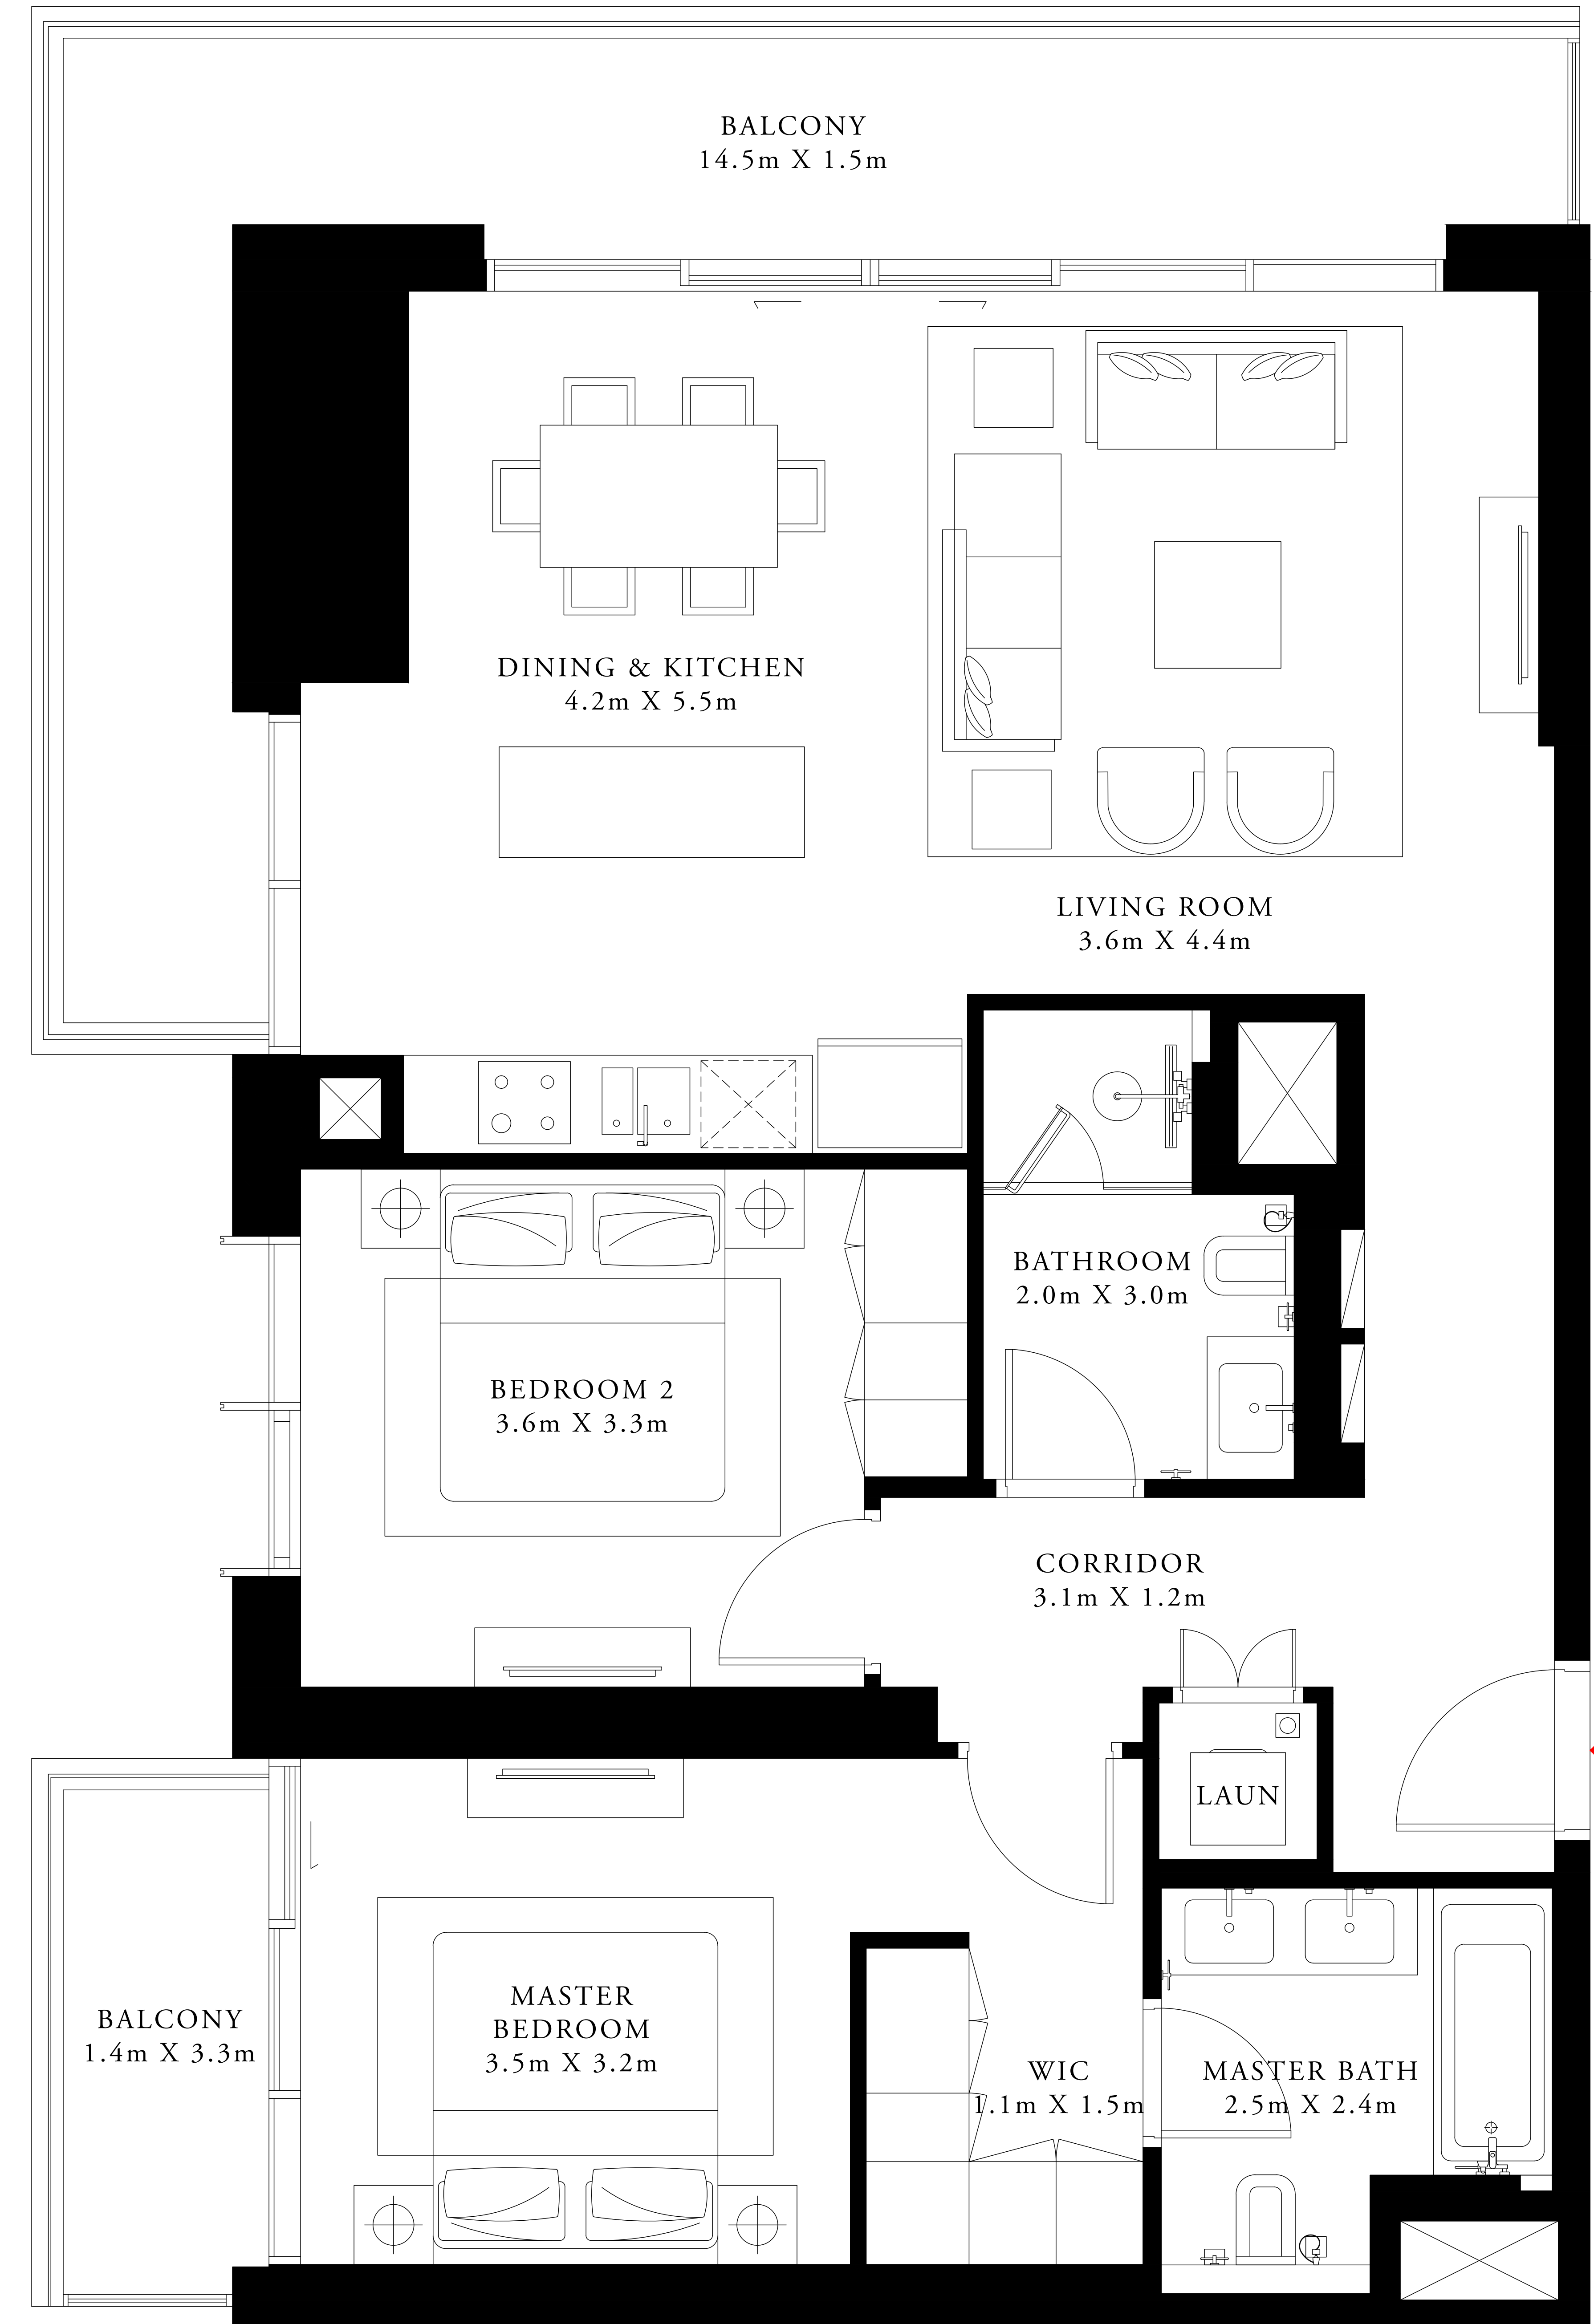 BALCONY
14.5m X 1.5m
DINING & KITCHEN
4.2m X 5.5m
LIVING ROOM
3.6m X 4.4m
BATHROOM
2.0m X 3.0m
BEDROOM 2
3.6m X 3.3m
CORRIDOR
3.1m X 1.2m
LAUN
MASTER
BEDROOM
3.5m X 3.2m
BALCONY
1.4m X 3.3m
WIC
1.1m X 1.5m
MASTER BATH
2.5m X 2.4m